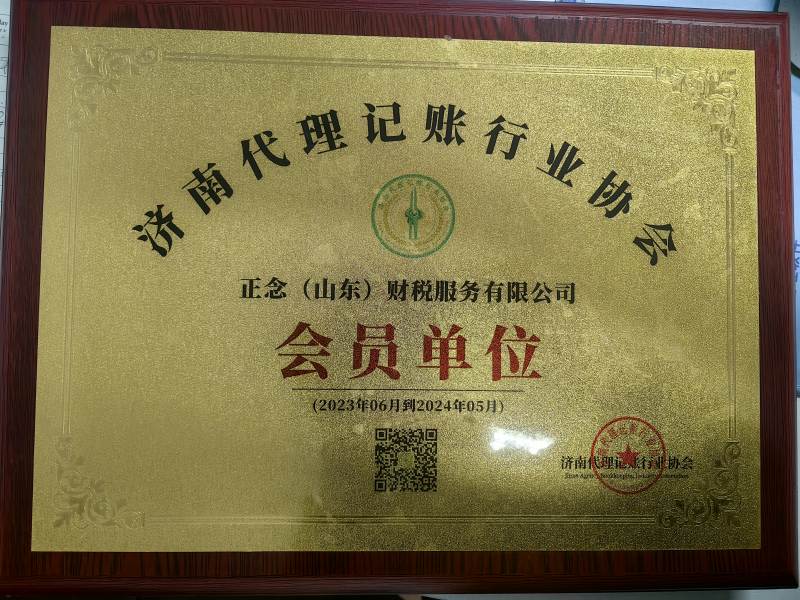 济南代理记账行业协会
正念（山东）财税服务有限公司
会员单位
(2023年06月到2024年05月)
济南代理记账行业协会